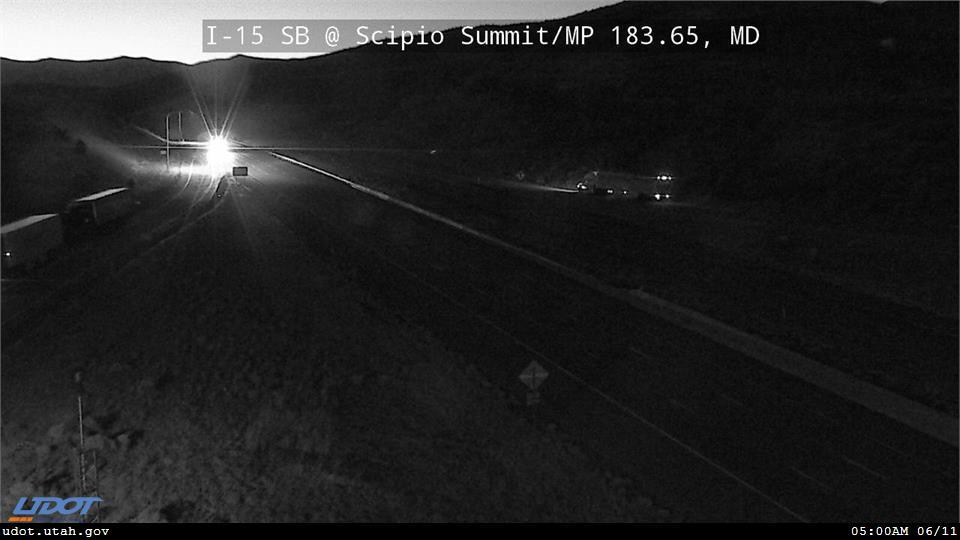 I-15 SB @ Scipio Summit/MP 183.65, MD
UDOT
udot.utah.gov 05:00AM 06/11